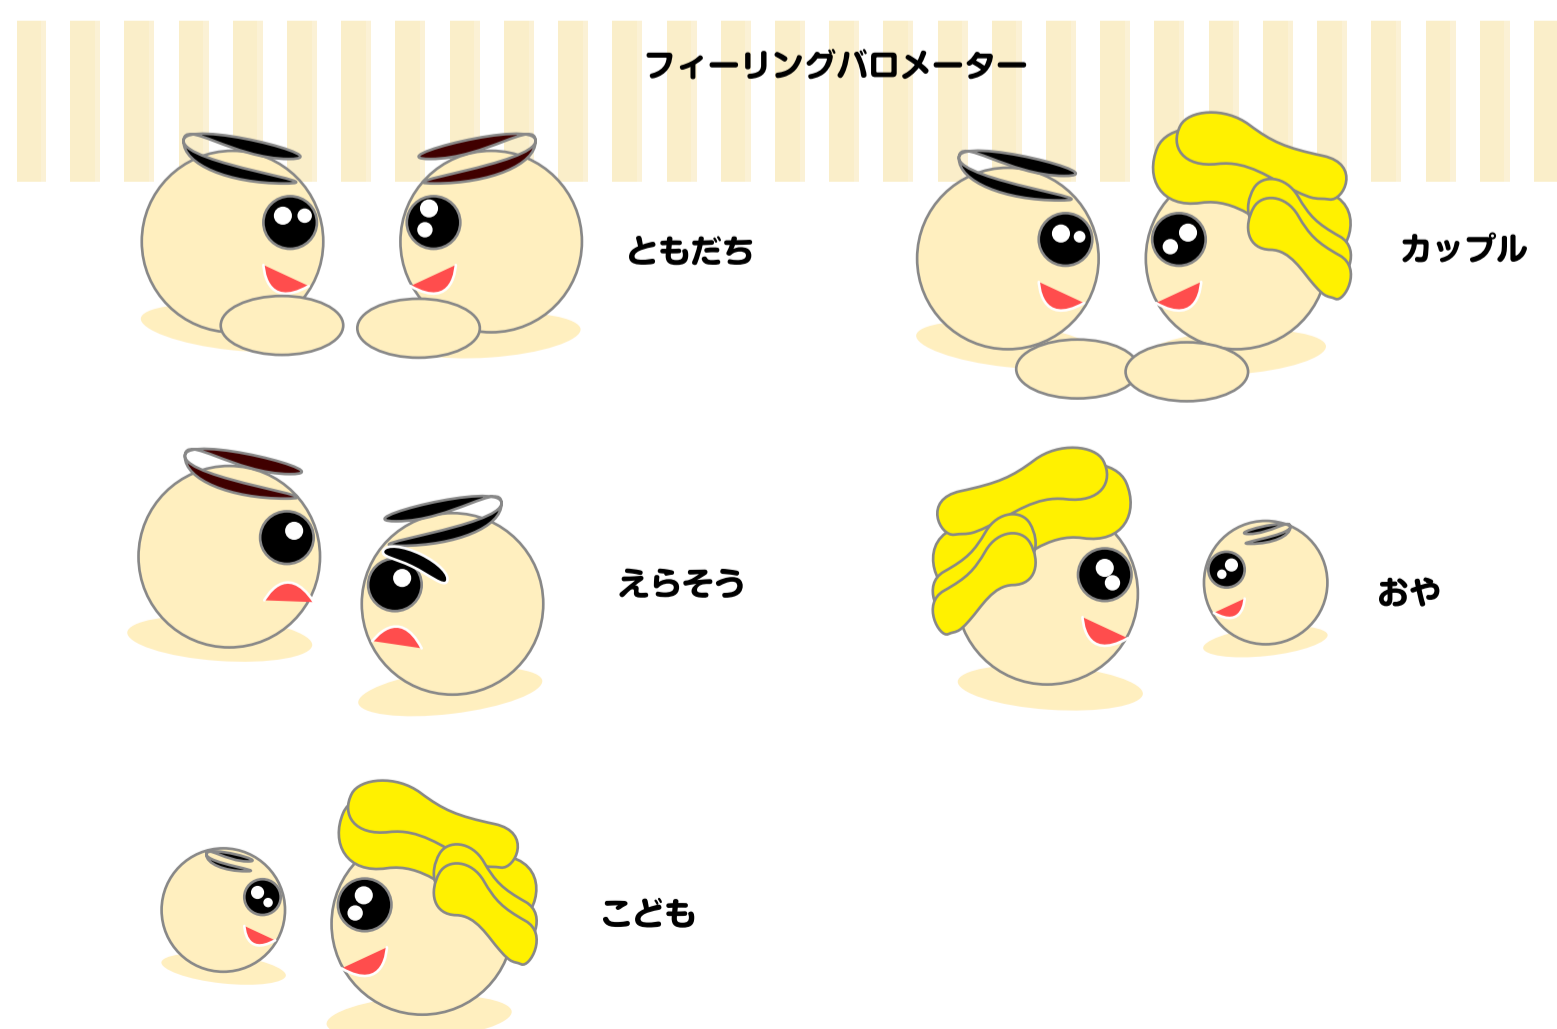 フィーリングバロメーター
ともだち
カップル
えらそう
おや
こども